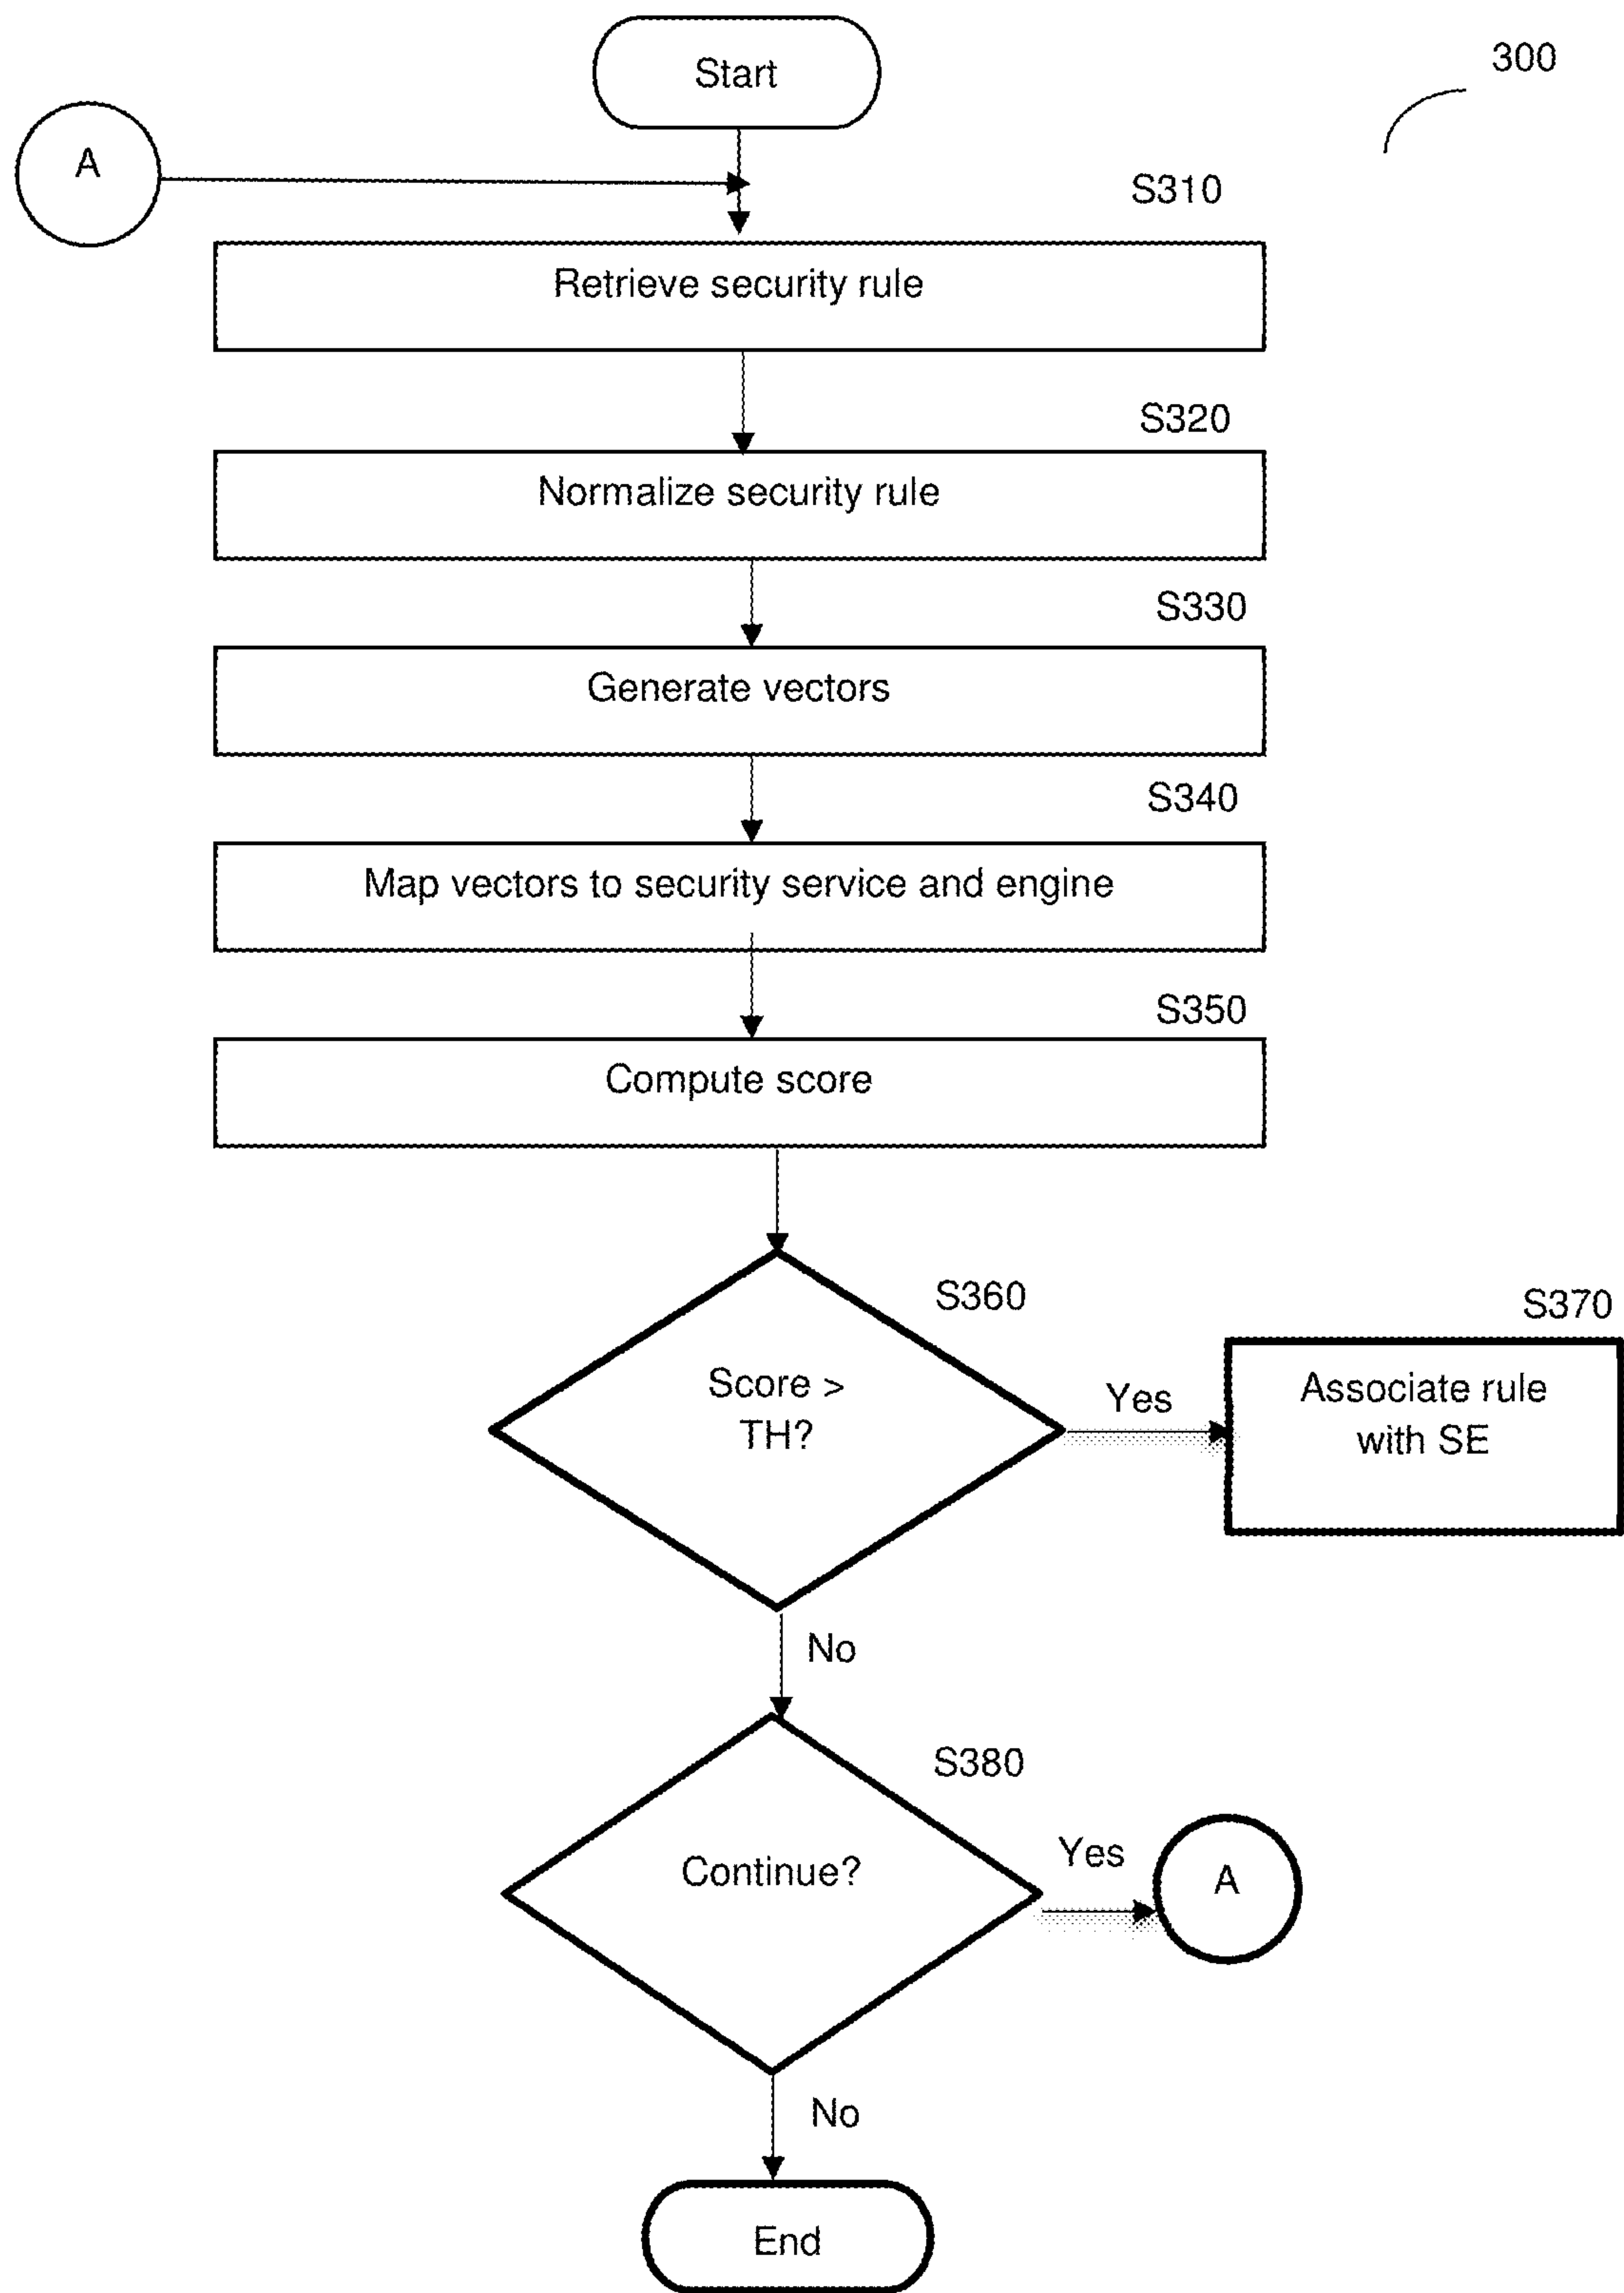 Start
300
A
S310
Retrieve security rule
S320
Normalize security rule
S330
Generate vectors
S340
Map vectors to security service and engine
S350
Compute score
S360
Score >
TH?
Yes
S370
Associate rule
with SE
No
S380
Continue?
Yes
A
No
End